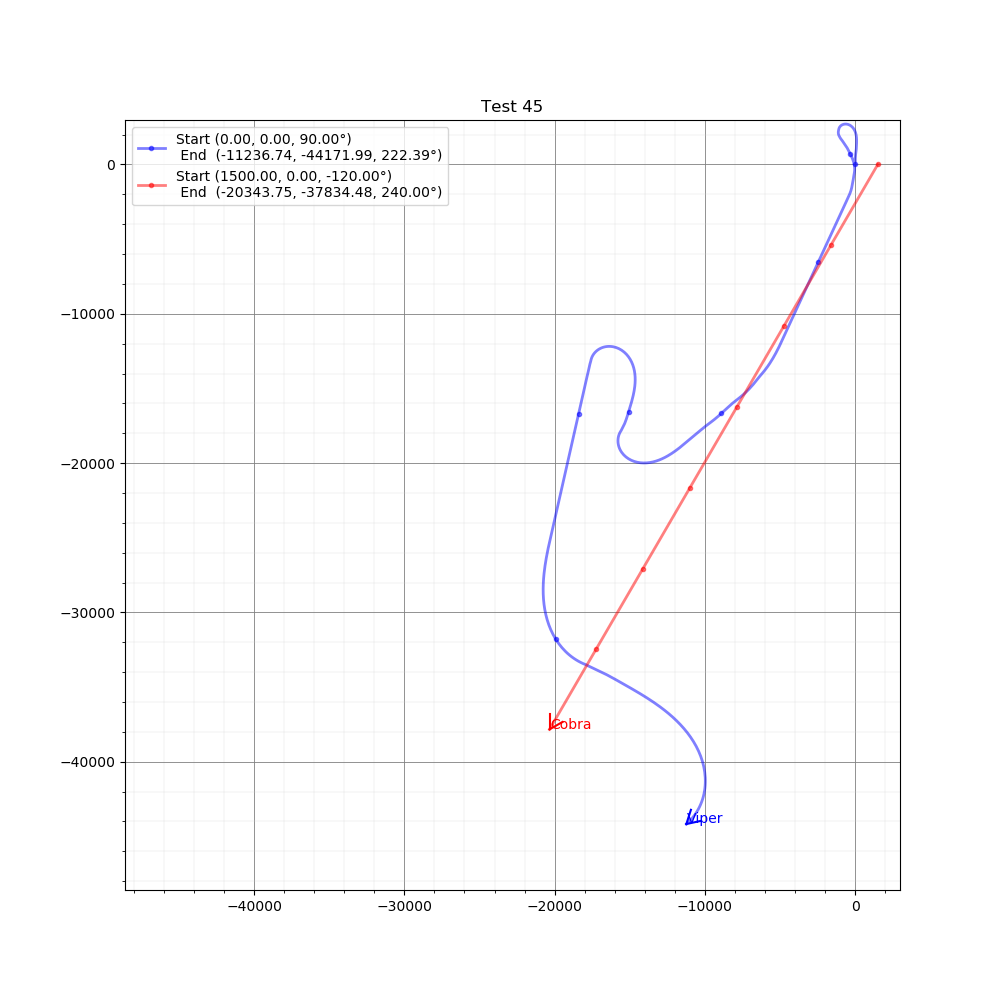 Test 45
Start (0.00, 0.00, 90.00°)
End (-11236.74, -44171.99, 222.39°)
Start (1500.00, 0.00, -120.00°)
End (-20343.75, -37834.48, 240.00°)
0
−10000
−20000
−30000
−40000
Cobra
Viper
−40000
−30000
−20000
−10000
0